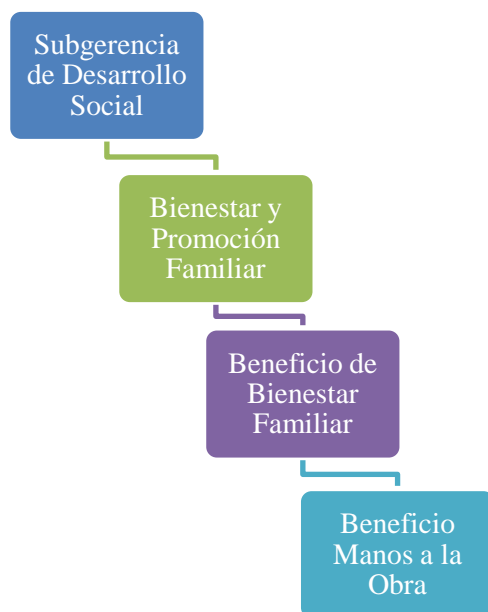 Subgerencia
de Desarrollo
Social
Bienestar y
Promoción
Familiar
Beneficio de
Bienestar
Familiar
Beneficio
Manos a la
Obra